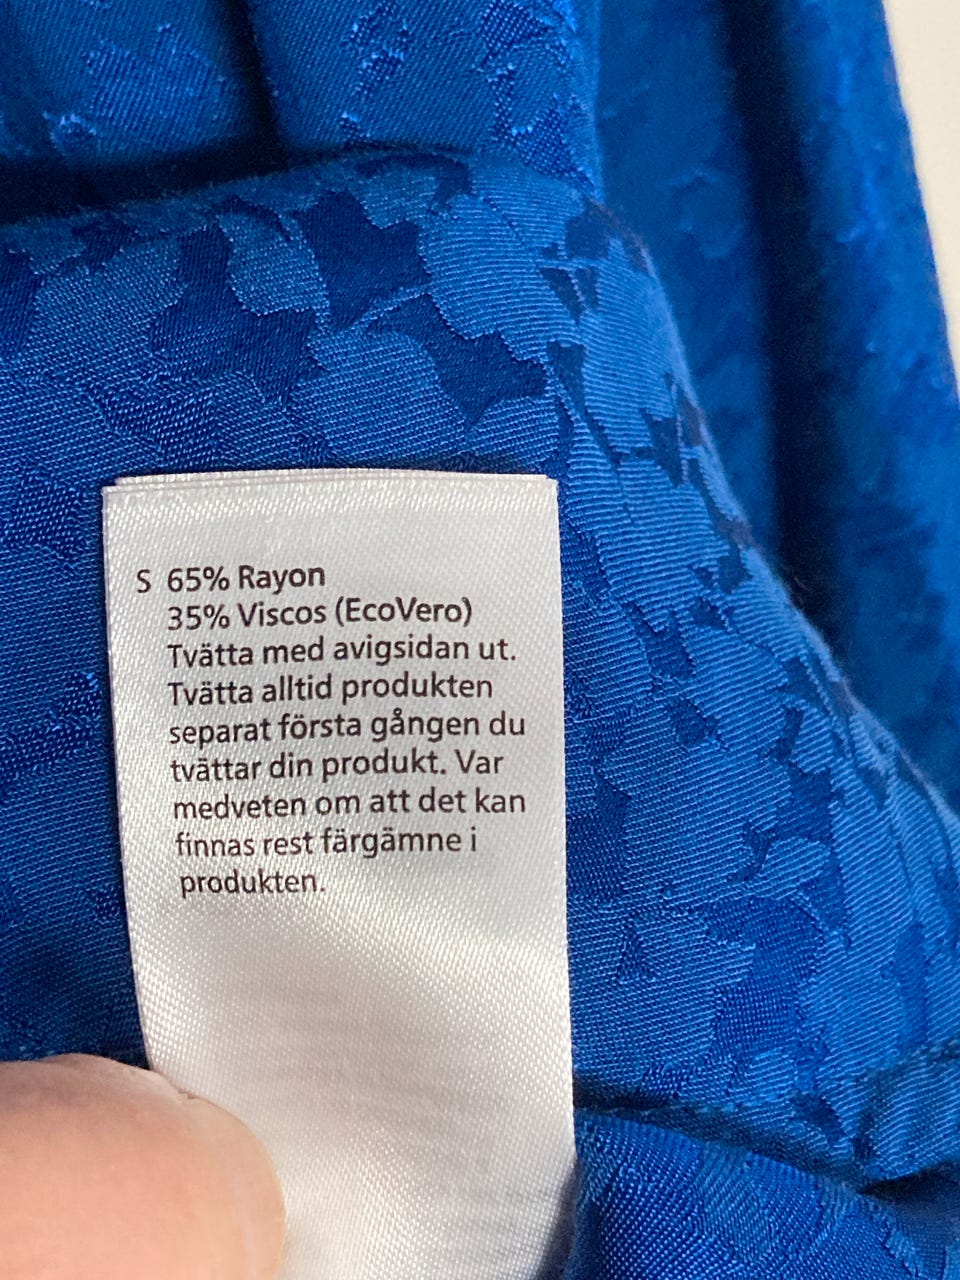 S 65% Rayon
35% Viscos (EcoVero)
Tvätta med avigsidan ut.
Tvätta alltid produkten
separat första gången du
tvättar din produkt. Var
medveten om att det kan
finnas rest färgämne i
produkten.